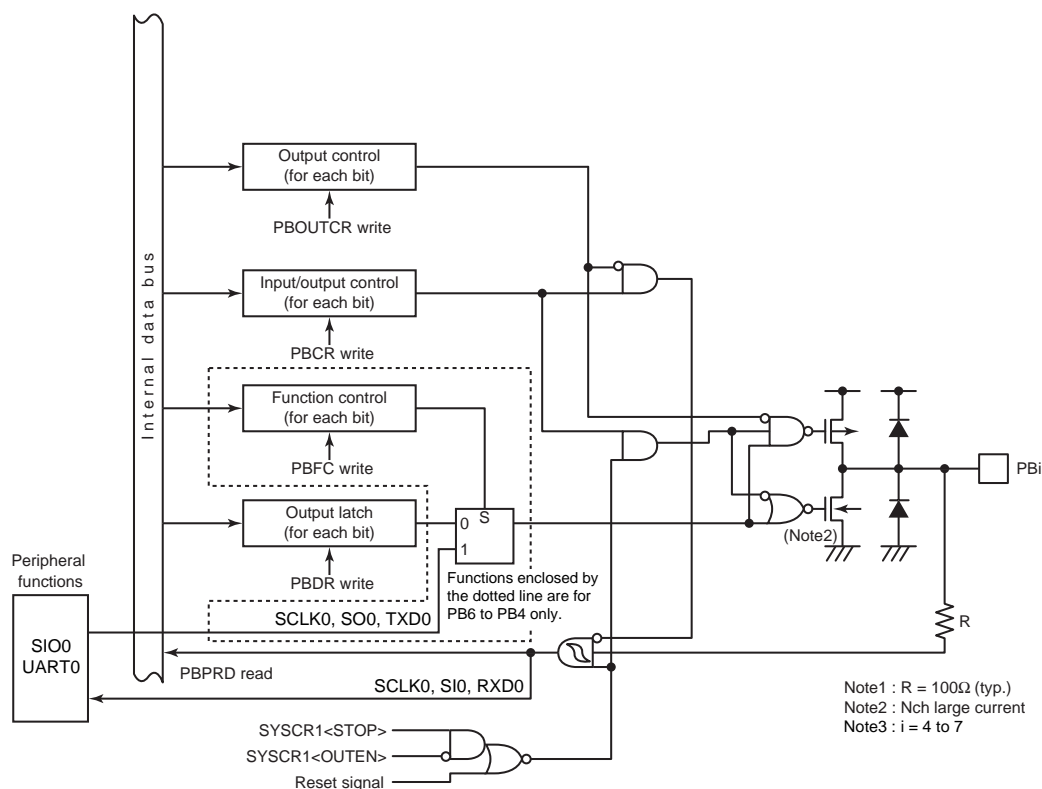 Output control
(for each bit)
PBOUTCR write
Internal data bus
Input/output control
(for each bit)
PBCR write
Function control
(for each bit)
PBFC write
Output latch
(for each bit)
PBDR write
S
0
1
Functions enclosed by
the dotted line are for
PB6 to PB4 only.
(Note2)
PBi
R
Peripheral
functions
SIO0
UART0
SCLK0, SO0, TXD0
PBPRD read
SCLK0, SI0, RXD0
SYSCR1<STOP>
SYSCR1<OUTEN>
Reset signal
Note1 : R = 100Ω (typ.)
Note2 : Nch large current
Note3 : i = 4 to 7